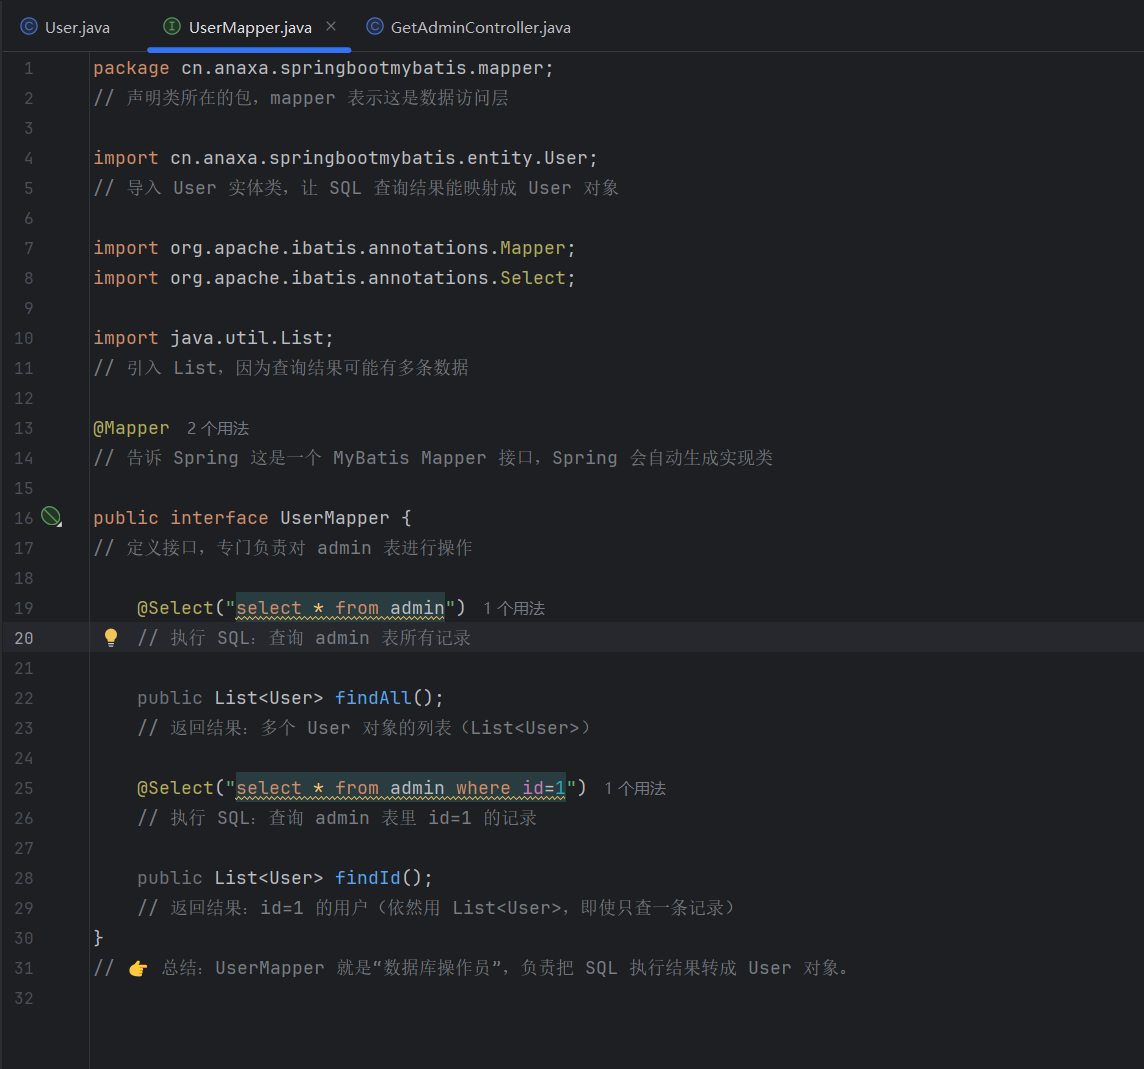 User.java UserMapper.java GetAdminController.java
1 package cn.anaxa.springbootmybatis.mapper;
2 // 声明类所在的包，mapper 表示这是数据访问层
3
4 import cn.anaxa.springbootmybatis.entity.User;
5 // 导入 User 实体类，让 SQL 查询结果能映射成 User 对象
6
7 import org.apache.ibatis.annotations.Mapper;
8 import org.apache.ibatis.annotations.Select;
9
10 import java.util.List;
11 // 引入 List，因为查询结果可能有多条数据
12
13 @Mapper 2 个用法
14 // 告诉 Spring 这是一个 MyBatis Mapper 接口，Spring 会自动生成实现类
15
16 public interface UserMapper {
17 // 定义接口，专门负责对 admin 表进行操作
18
19 @Select("select * from admin") 1 个用法
20 // 执行 SQL：查询 admin 表所有记录
21
22 public List<User> findAll();
23 // 返回结果：多个 User 对象的列表（List<User>）
24
25 @Select("select * from admin where id=1") 1 个用法
26 // 执行 SQL：查询 admin 表里 id=1 的记录
27
28 public List<User> findId();
29 // 返回结果：id=1 的用户（依然用 List<User>，即使只查一条记录）
30 }
31 // 👉 总结：UserMapper 就是“数据库操作员”，负责把 SQL 执行结果转成 User 对象。
32